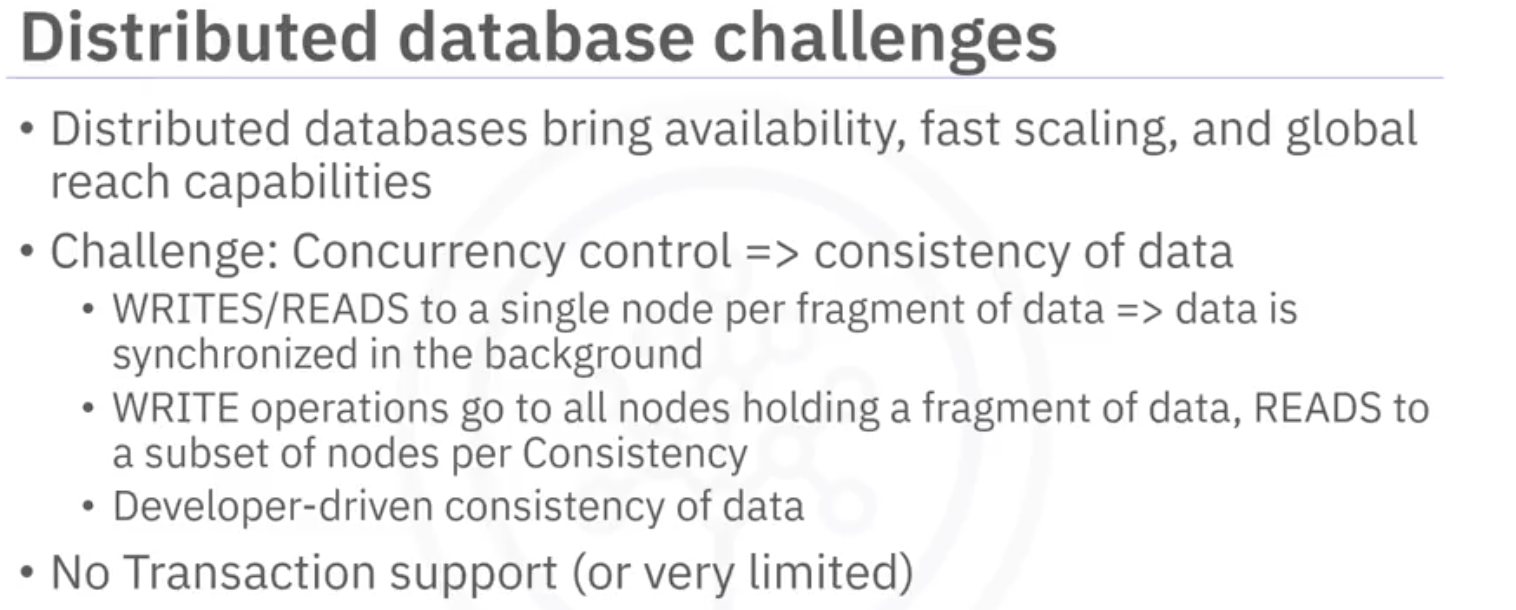 Distributed database challenges
• Distributed databases bring availability, fast scaling, and global
reach capabilities
• Challenge: Concurrency control => consistency of data
• WRITES/READS to a single node per fragment of data => data is
synchronized in the background
• WRITE operations go to all nodes holding a fragment of data, READS to
a subset of nodes per Consistency
• Developer-driven consistency of data
• No Transaction support (or very limited)